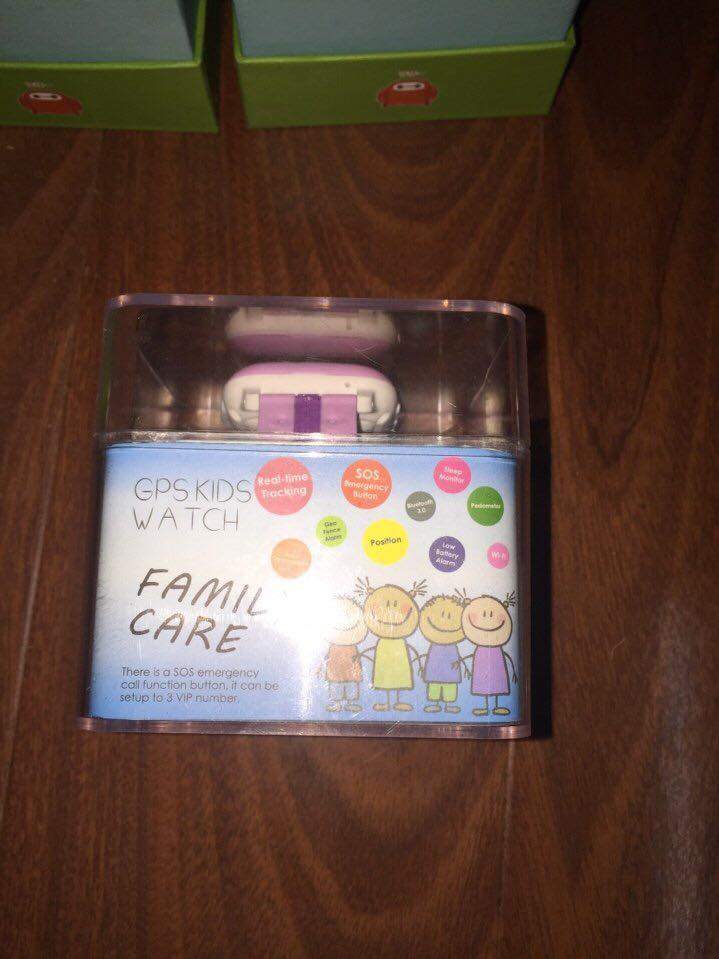 GPS KIDS
WATCH
Real-time
Tracking
SOS
Emergency
Button
Sleep
Monitor
Bluetooth
3.0
Pedometer
Geo
Fence
Alarm
Position
Low
Battery
Alarm
Wi-fi
FAMIL
CARE
There is a SOS emergency
call function button, it can be
setup to 3 VIP number.